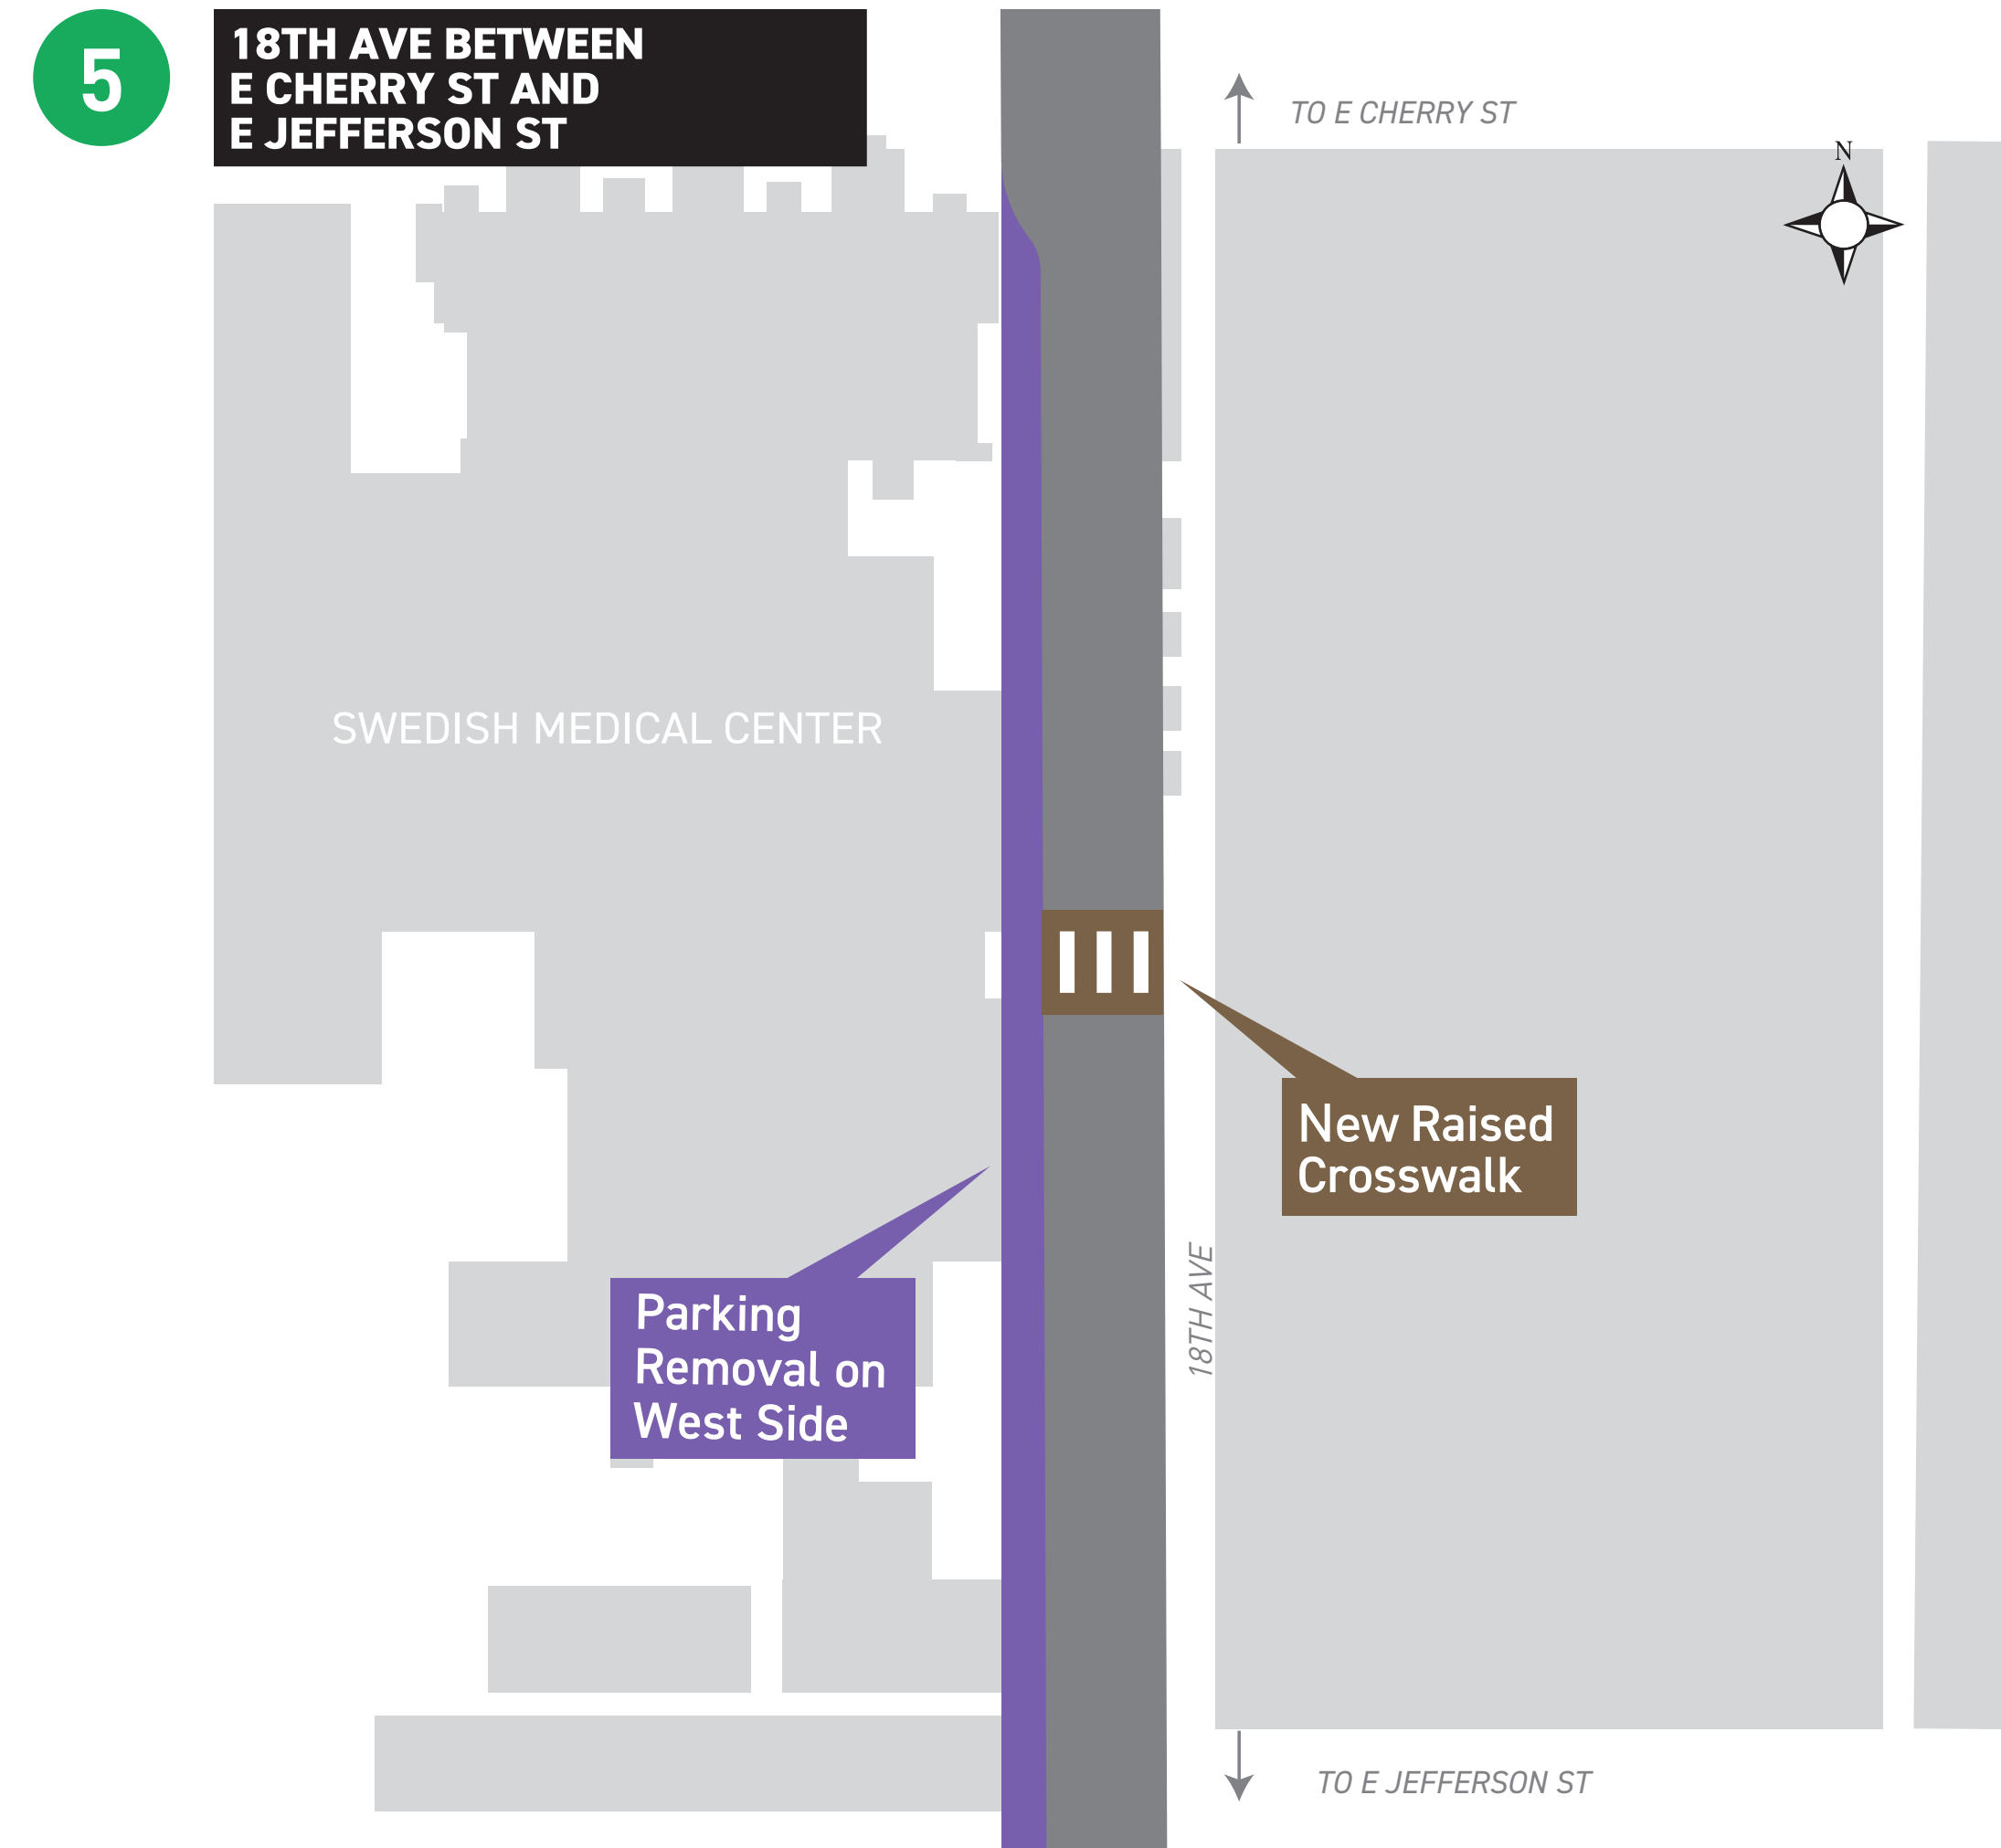 5
18TH AVE BETWEEN
E CHERRY ST AND
E JEFFERSON ST
TO E CHERRY ST
N
SWEDISH MEDICAL CENTER
New Raised
Crosswalk
18TH AVE
Parking
Removal on
West Side
TO E JEFFERSON ST